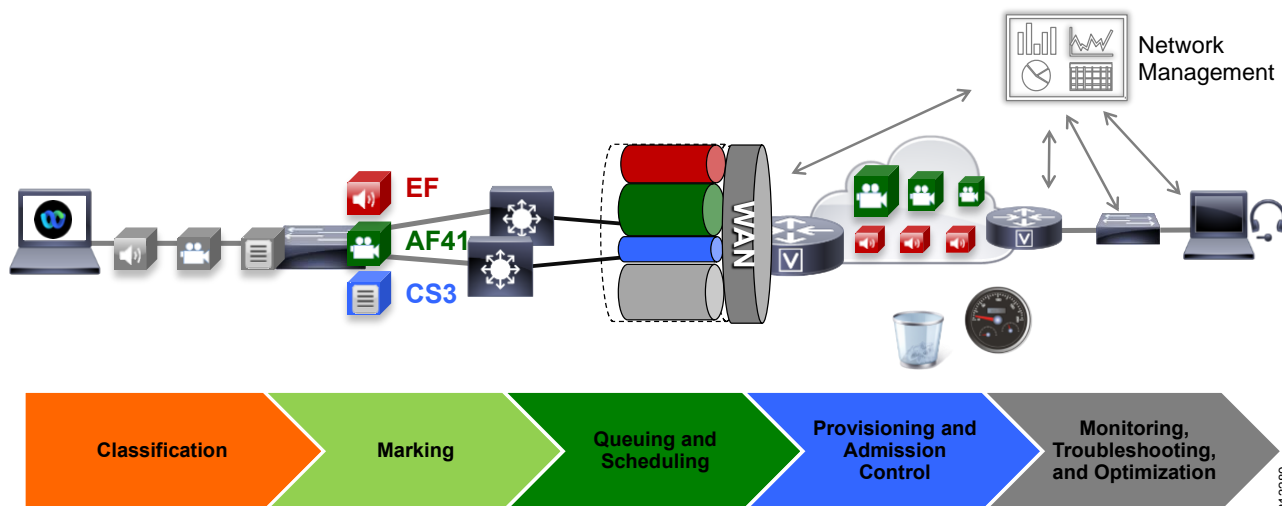 Network
Management
EF
AF41
CS3
WAN
V
V
Classification
Marking
Queuing and
Scheduling
Provisioning and
Admission
Control
Monitoring,
Troubleshooting,
and Optimization